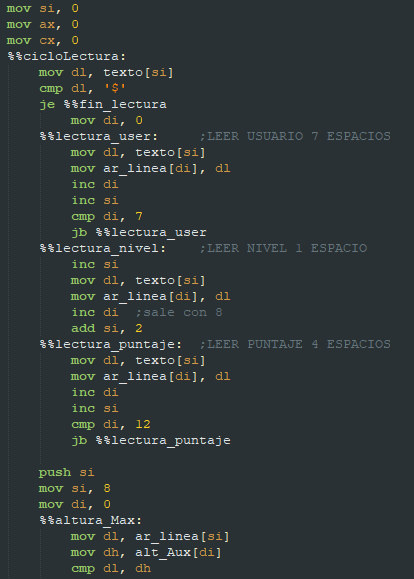 mov si, 0
mov ax, 0
mov cx, 0
%%cicloLectura:
    mov dl, texto[si]
    cmp dl, '$'
    je %%fin_lectura
        mov di, 0
    %%lectura_user:     ;LEER USUARIO 7 ESPACIOS
        mov dl, texto[si]
        mov ar_linea[di], dl
        inc di
        inc si
        cmp di, 7
        jb %%lectura_user
    %%lectura_nivel:    ;LEER NIVEL 1 ESPACIO
        inc si
        mov dl, texto[si]
        mov ar_linea[di], dl
        inc di  ;sale con 8
        add si, 2
    %%lectura_puntaje:  ;LEER PUNTAJE 4 ESPACIOS
        mov dl, texto[si]
        mov ar_linea[di], dl
        inc di
        inc si
        cmp di, 12
        jb %%lectura_puntaje

    push si
    mov si, 8
    mov di, 0
    %%altura_Max:
        mov dl, ar_linea[si]
        mov dh, alt_Aux[di]
        cmp dl, dh